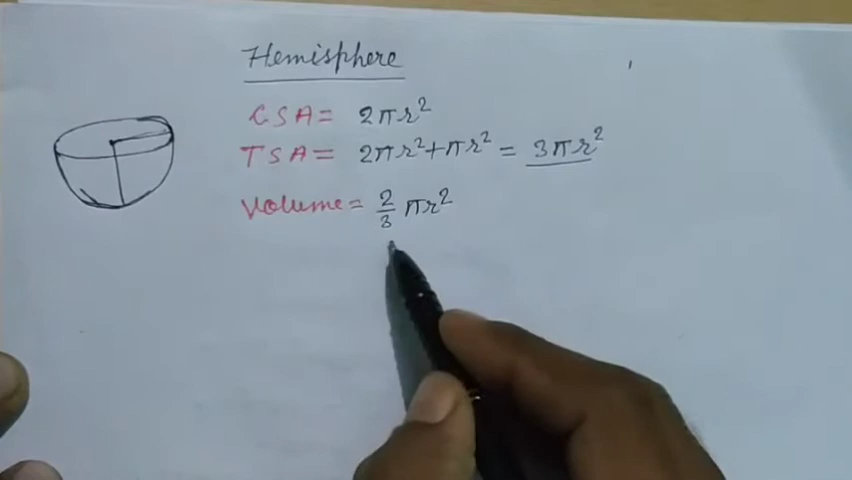 Hemisphere
CSA = 2πr²
TSA = 2πr²+πr² = 3πr²
Volume = 2/3 πr²